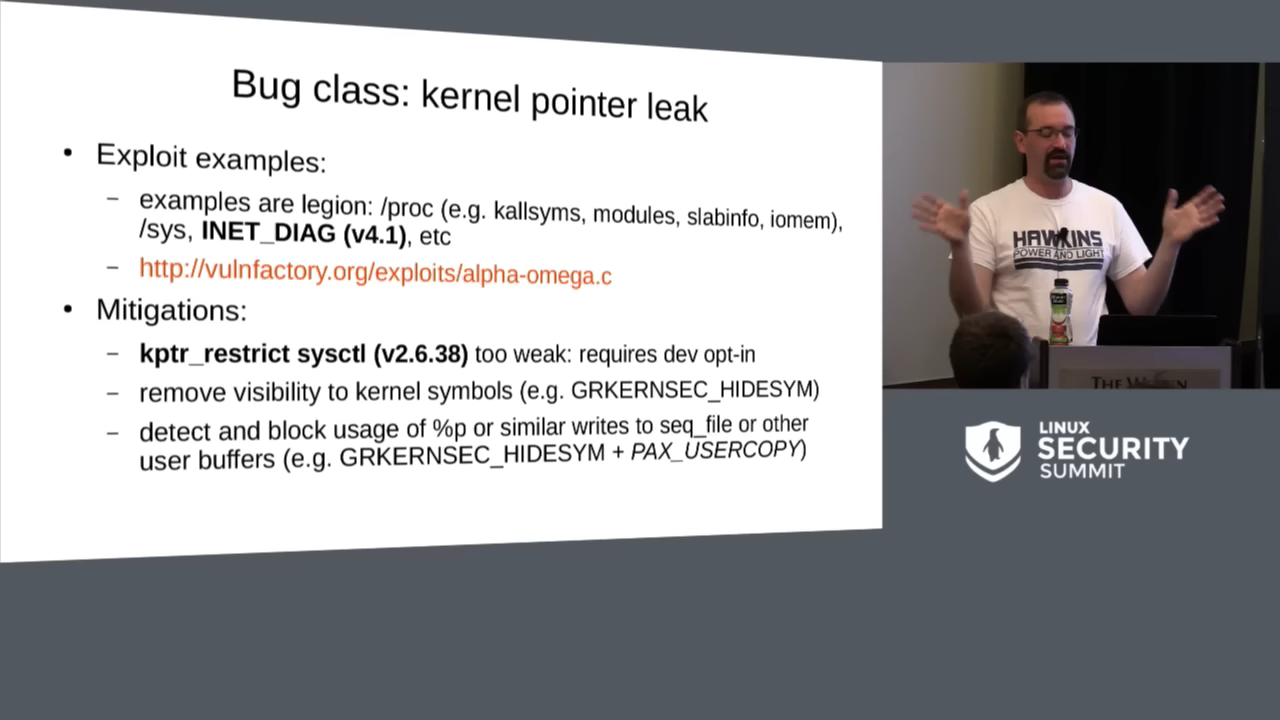 Bug class: kernel pointer leak
• Exploit examples:
– examples are legion: /proc (e.g. kallsyms, modules, slabinfo, iomem),
/sys, INET_DIAG (v4.1), etc
– http://vulnfactory.org/exploits/alpha-omega.c
• Mitigations:
– kptr_restrict sysctl (v2.6.38) too weak: requires dev opt-in
– remove visibility to kernel symbols (e.g. GRKERNSEC_HIDESYM)
– detect and block usage of %p or similar writes to seq_file or other
user buffers (e.g. GRKERNSEC_HIDESYM + PAX_USERCOPY)
HAWKINS
POWER AND LIGHT
THE
LINUX
SECURITY
SUMMIT